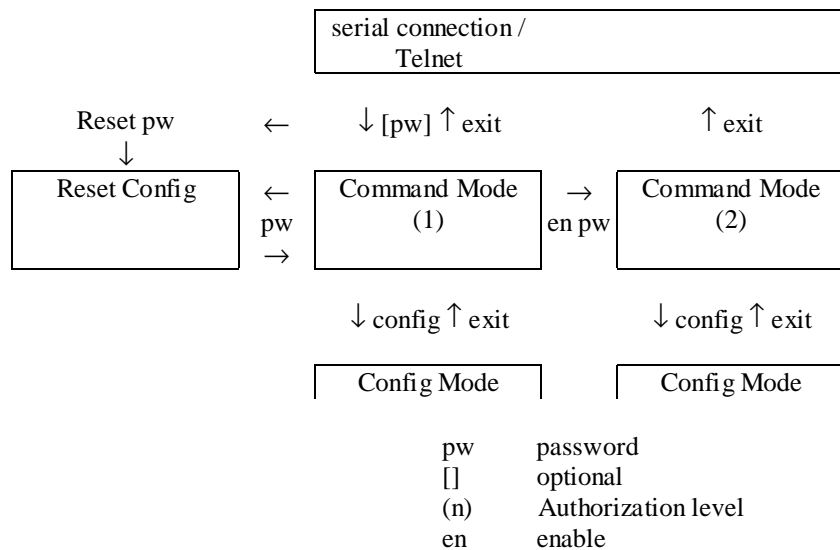 serial connection /
Telnet
Reset pw ← ↓ [pw] ↑ exit ↑ exit
↓
Reset Config ← Command Mode → Command Mode
pw (1) en pw (2)
→
↓ config ↑ exit ↓ config ↑ exit
Config Mode Config Mode
pw password
[] optional
(n) Authorization level
en enable